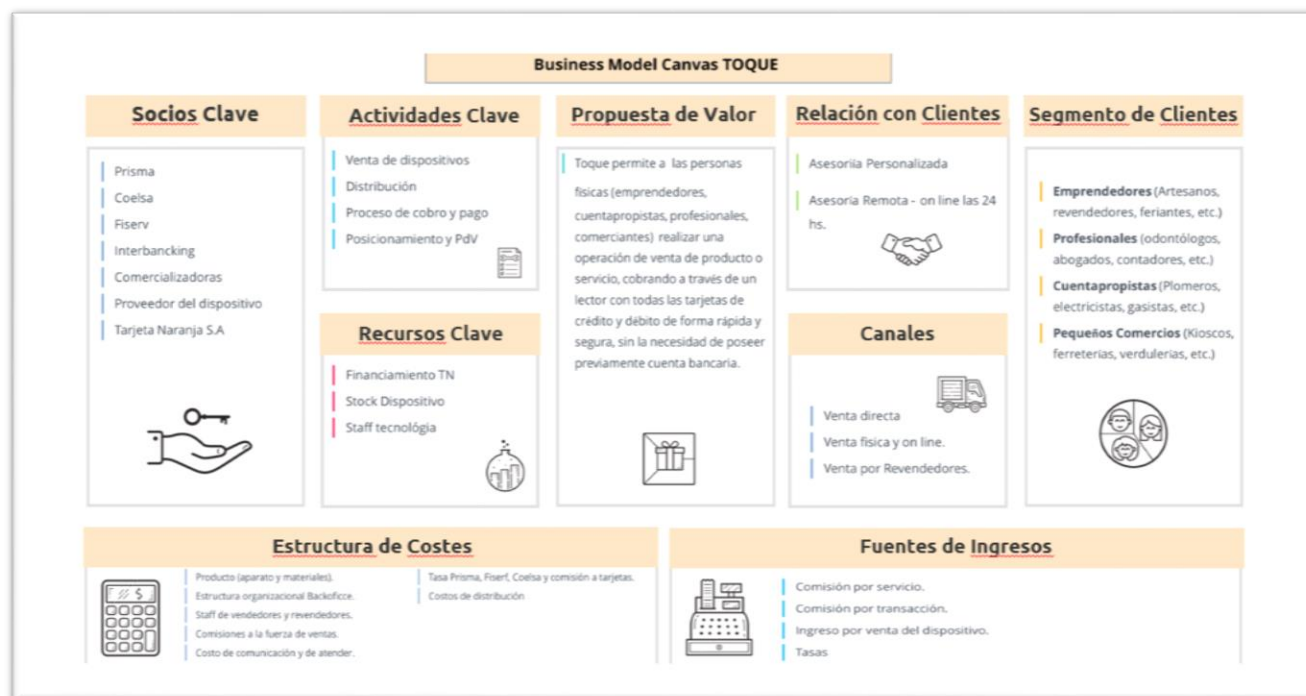 Business Model Canvas TOQUE
Socios Clave
Prisma
Coelsa
Fiserv
Interbancking
Comercializadoras
Proveedor del dispositivo
Tarjeta Naranja S.A
Actividades Clave
Venta de dispositivos
Distribución
Proceso de cobro y pago
Posicionamiento y PdV
Recursos Clave
Financiamiento TN
Stock Dispositivo
Staff tecnológia
Propuesta de Valor
Toque permite a las personas
físicas (emprendedores,
cuentapropistas, profesionales,
comerciantes) realizar una
operación de venta de producto o
servicio, cobrando a través de un
lector con todas las tarjetas de
crédito y débito de forma rápida y
segura, sin la necesidad de poseer
previamente cuenta bancaria.
Relación con Clientes
Asesoriía Personalizada
Asesoría Remota - on line las 24
hs.
Canales
Venta directa
Venta física y on line.
Venta por Revendedores.
Segmento de Clientes
Emprendedores (Artesanos,
revendedores, feriantes, etc.)
Profesionales (odontólogos,
abogados, contadores, etc.)
Cuentapropistas (Plomeros,
electricistas, gasistas, etc.)
Pequeños Comercios (Kioscos,
ferreterías, verdulerías, etc.)
Estructura de Costes
Producto (aparato y materiales).
Estructura organizacional Backoficce.
Staff de vendedores y revendedores.
Comisiones a la fuerza de ventas.
Costo de comunicación y de atender.
Tasa Prisma, Fiserf, Coelsa y comisión a tarjetas.
Costos de distribución
$
Fuentes de Ingresos
Comisión por servicio.
Comisión por transacción.
Ingreso por venta del dispositivo.
Tasas